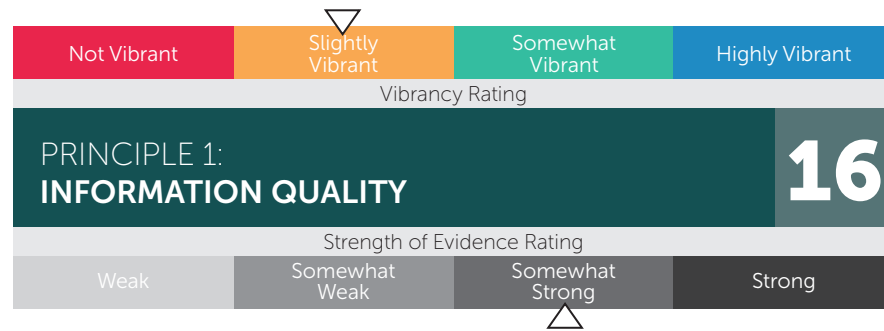 Not Vibrant
Slightly
Vibrant
Somewhat
Vibrant
Highly Vibrant
Vibrancy Rating
PRINCIPLE 1:
INFORMATION QUALITY
16
Strength of Evidence Rating
Weak
Somewhat
Weak
Somewhat
Strong
Strong